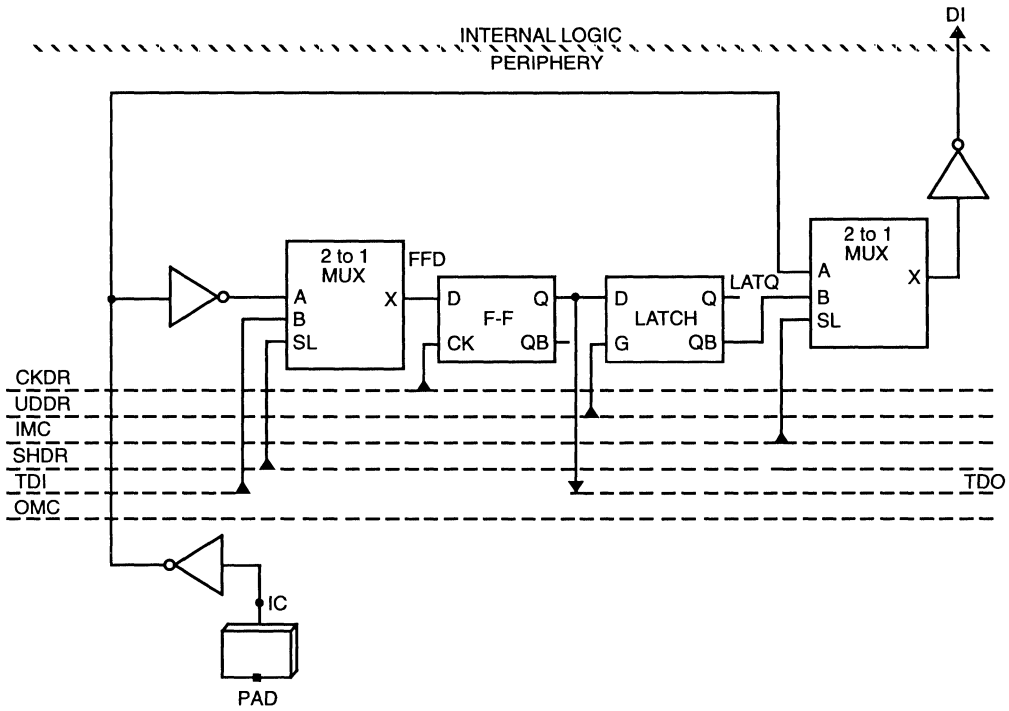 DI
INTERNAL LOGIC
PERIPHERY
2 to 1
MUX
A
B
SL
X
FFD
D
Q
F-F
CK
QB
D
Q
LATCH
G
QB
LATQ
2 to 1
MUX
A
B
SL
X
CKDR
UDDR
IMC
SHDR
TDI
TDO
OMC
IC
PAD